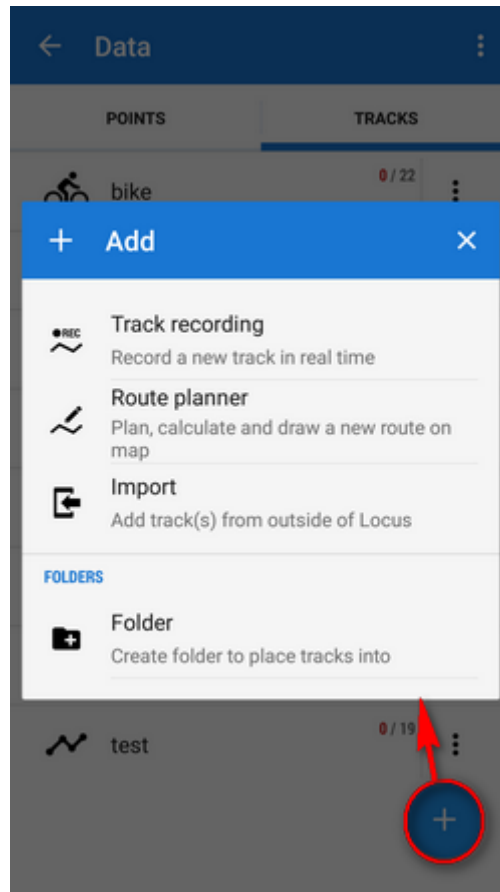 Data
POINTS TRACKS
bike 0 / 22
Add
REC
Track recording
Record a new track in real time
Route planner
Plan, calculate and draw a new route on
map
Import
Add track(s) from outside of Locus
FOLDERS
Folder
Create folder to place tracks into
test 0 / 19